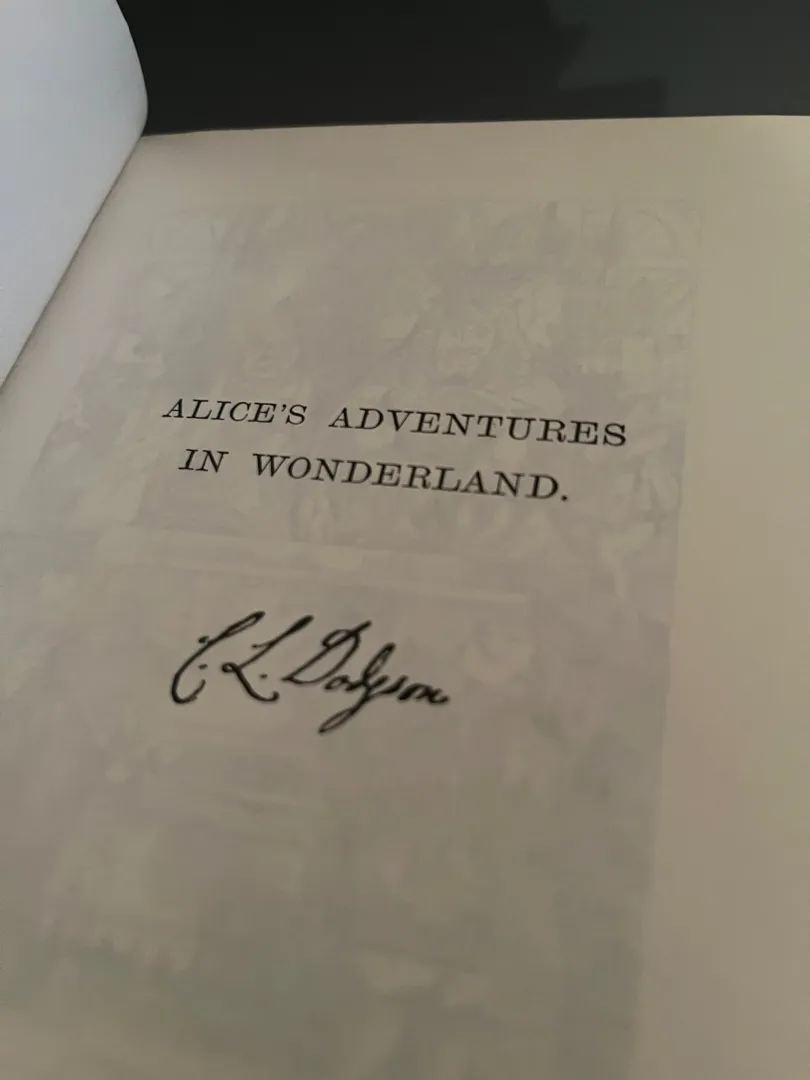 ALICE'S ADVENTURES
IN WONDERLAND.
C. L. Dodgson